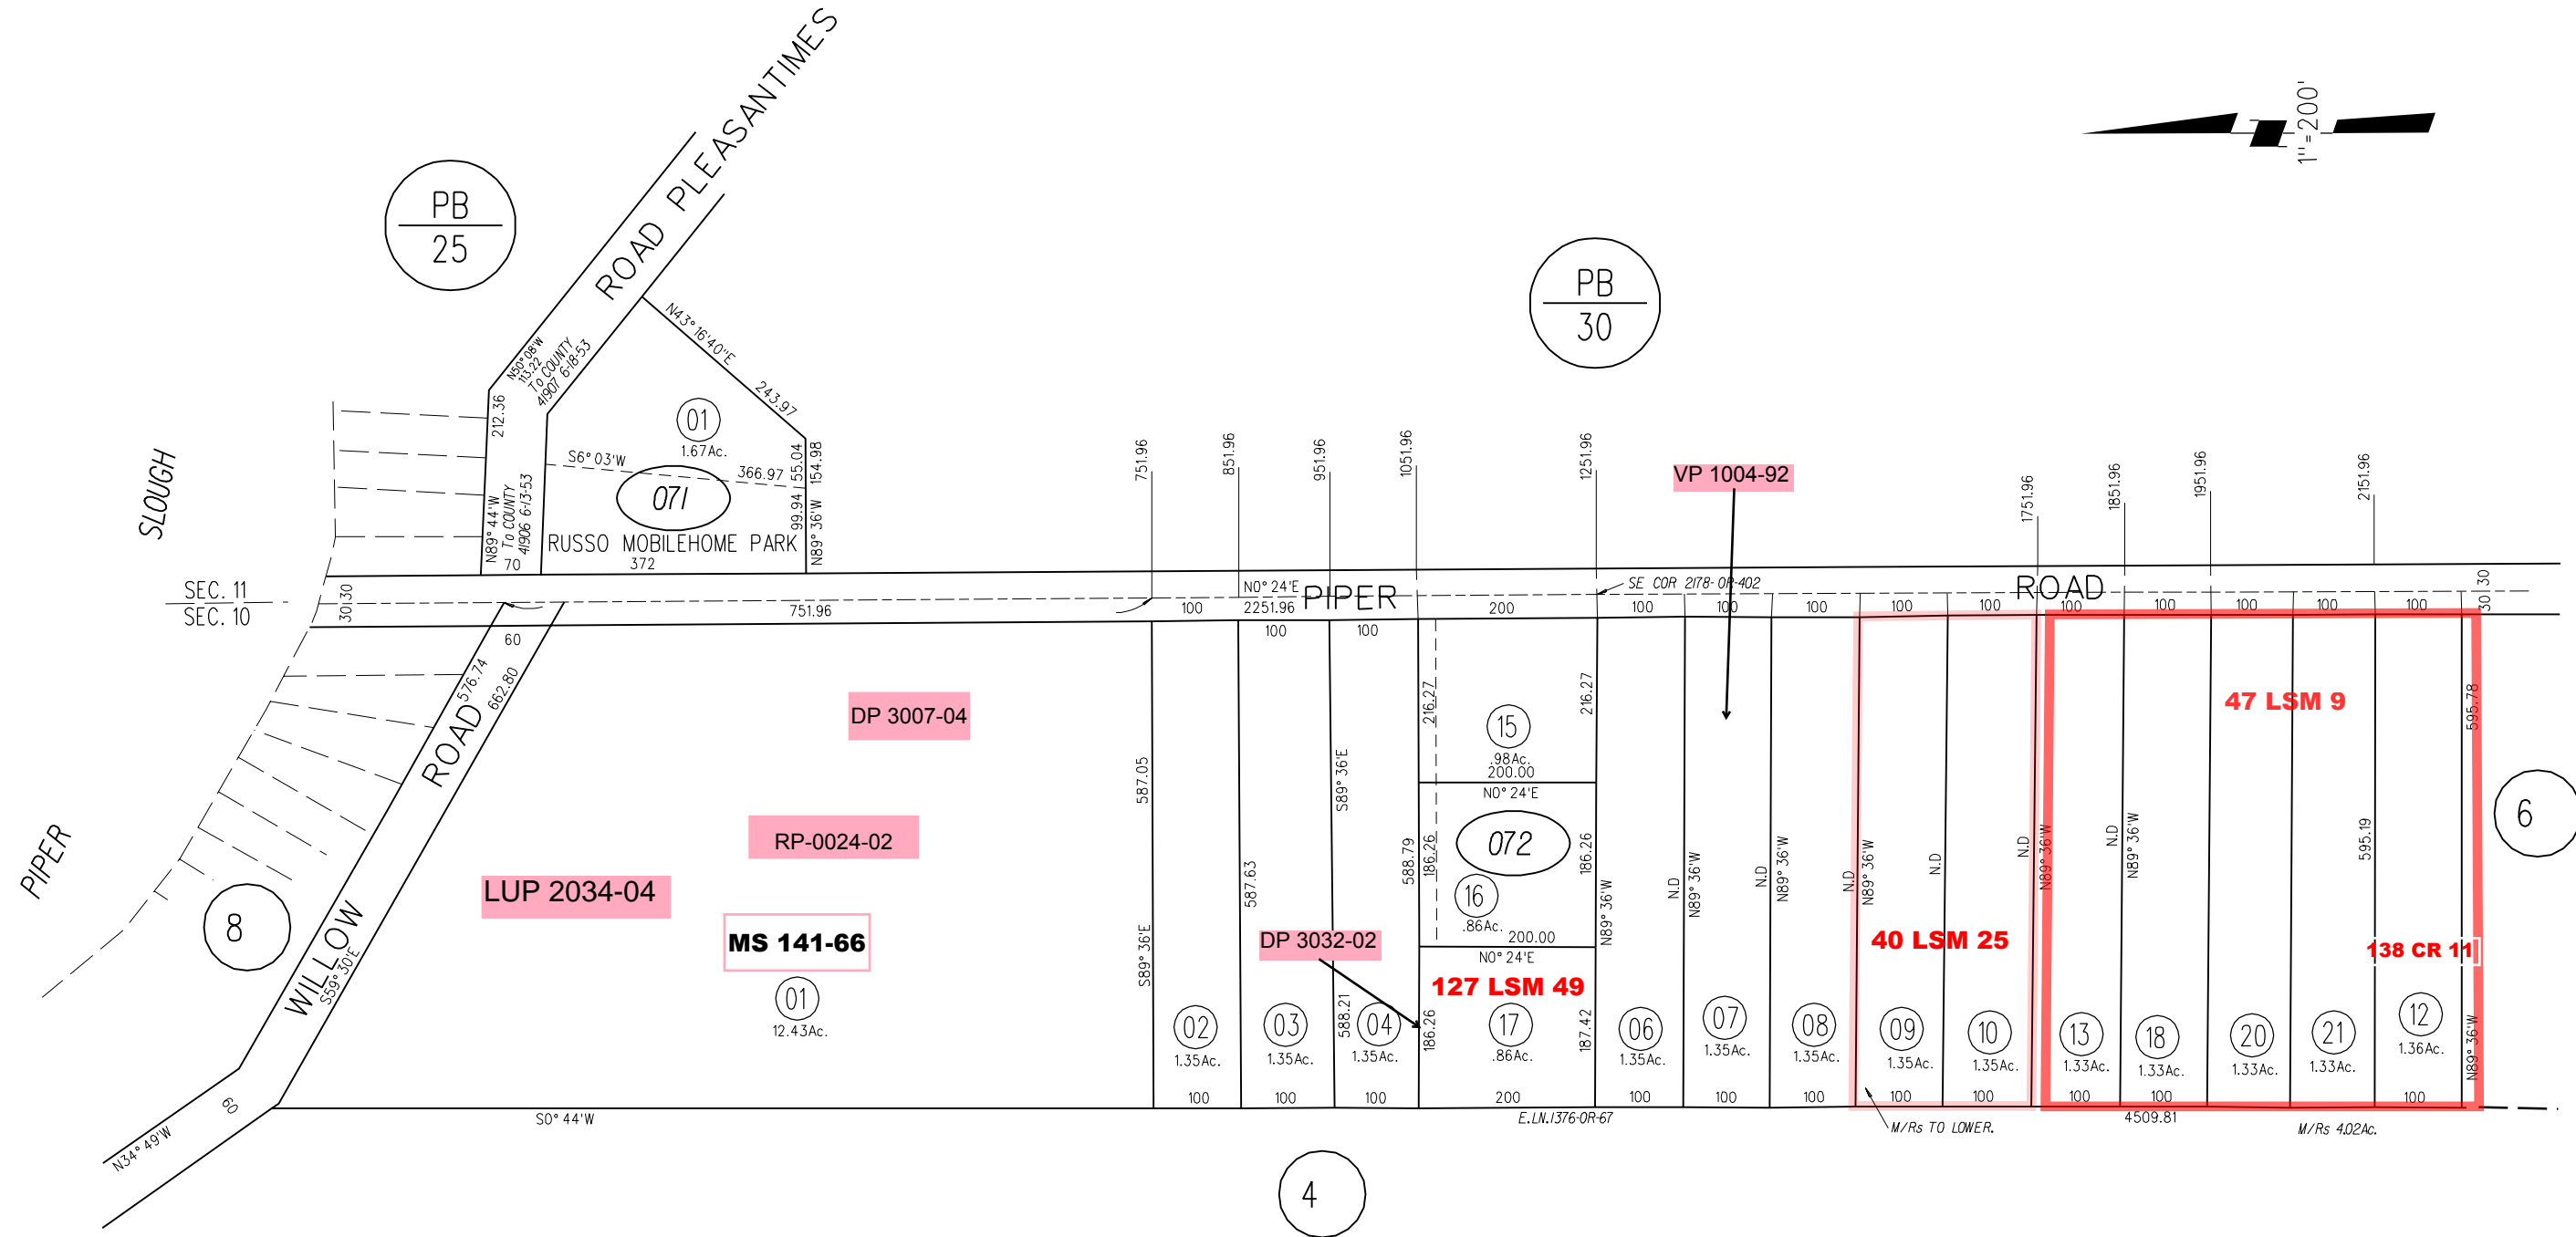 PB
25
ROAD PLEASANTIMES
PB
30
1"=200'
N50° 08'W
113.22
To COUNTY
41907 6-18-53
N43° 16'40"E
243.97
212.36
01
1.67Ac.
S6° 03'W
366.97
55.04
154.98
071
99.94
N89° 36'W
N89° 44'W
To COUNTY
41906 6-13-53
70
RUSSO MOBILEHOME PARK
372
SLOUGH
PIPER
SEC. 11
SEC. 10
30
30
751.96
851.96
951.96
1051.96
1251.96
VP 1004-92
1751.96
1851.96
1951.96
2151.96
N0° 24'E
PIPER
SE COR 2178-OR-402
ROAD
30
30
751.96
100
2251.96
200
100
100
100
100
100
100
100
100
100
100
60
100
100
576.74
662.80
WILLOW ROAD
S59° 30'E
DP 3007-04
RP-0024-02
LUP 2034-04
MS 141-66
01
12.43Ac.
8
60
N34° 49'W
S0° 44'W
587.05
S89° 36'E
587.63
S89° 36'E
588.21
588.79
216.27
216.27
15
.98Ac.
200.00
N0° 24'E
072
186.26
186.26
16
.86Ac.
200.00
N0° 24'E
DP 3032-02
127 LSM 49
186.26
187.42
17
.86Ac.
N89° 36'W
N.D
N89° 36'W
N.D
N89° 36'W
N.D
N89° 36'W
N.D
N.D
N89° 36'W
N.D
N89° 36'W
47 LSM 9
595.78
595.19
40 LSM 25
138 CR 11
N89° 36'W
6
02
1.35Ac.
03
1.35Ac.
04
1.35Ac.
06
1.35Ac.
07
1.35Ac.
08
1.35Ac.
09
1.35Ac.
10
1.35Ac.
13
1.33Ac.
18
1.33Ac.
20
1.33Ac.
21
1.33Ac.
12
1.36Ac.
100
100
100
200
100
100
100
100
100
100
100
100
E.LN.1376-OR-67
M/Rs TO LOWER.
4509.81
M/Rs 4.02Ac.
4